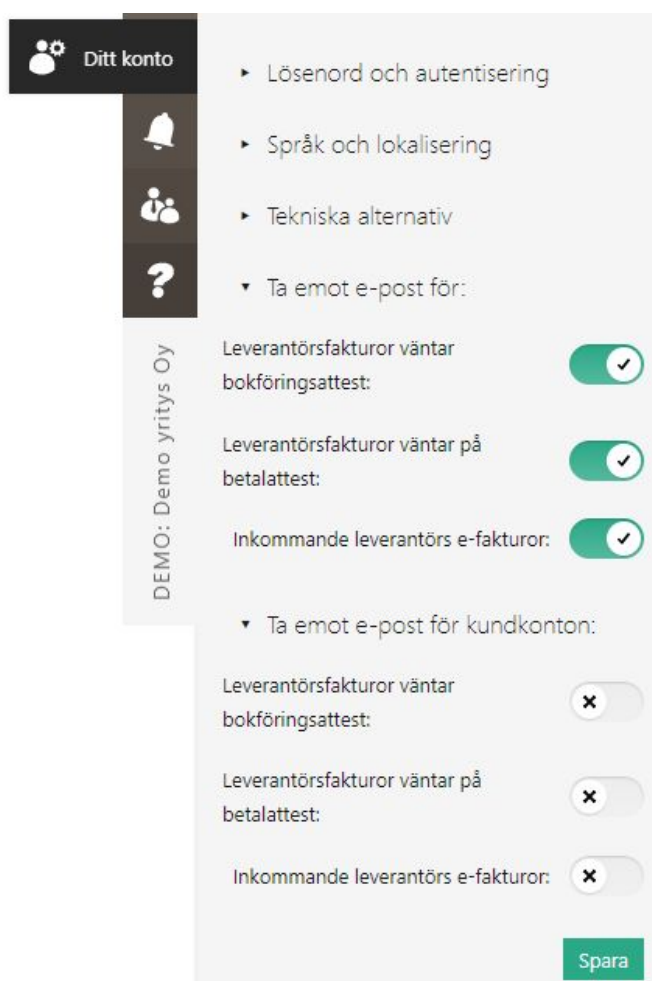 Ditt konto
Lösenord och autentisering
Språk och lokalisering
Tekniska alternativ
Ta emot e-post för:
Leverantörsfakturor väntar
bokföringsattest:
Leverantörsfakturor väntar på
betalattest:
Inkommande leverantörs e-fakturor:
DEMO: Demo yritys Oy
Ta emot e-post för kundkonton:
Leverantörsfakturor väntar
bokföringsattest:
Leverantörsfakturor väntar på
betalattest:
Inkommande leverantörs e-fakturor:
Spara